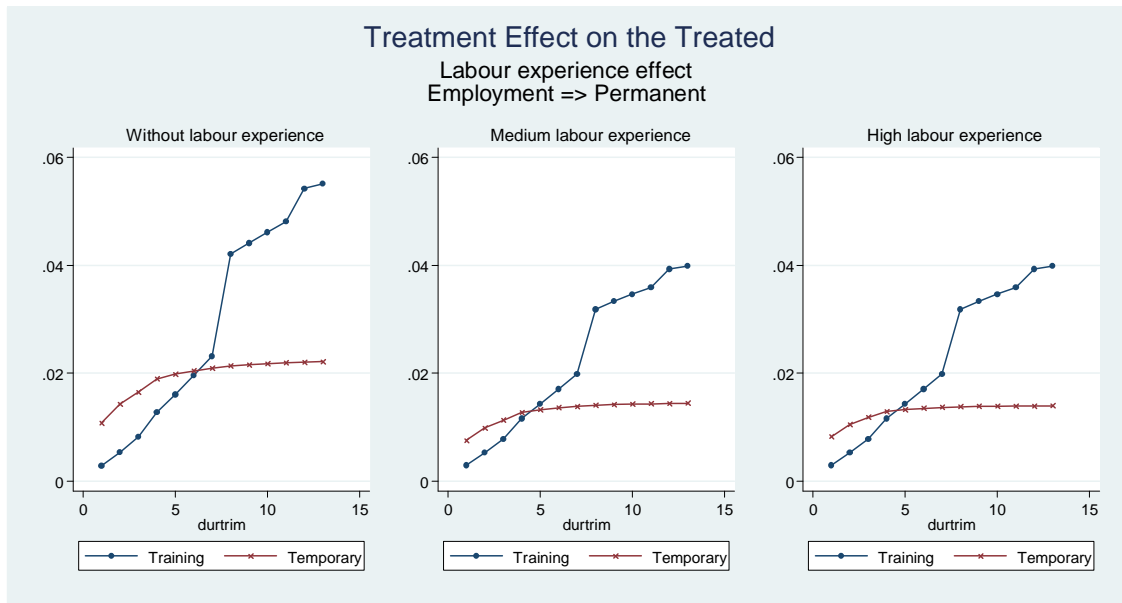 Treatment Effect on the Treated
Labour experience effect
Employment => Permanent
Without labour experience
.06
.04
.02
0
0 5 10 15
durtrim
Training Temporary
Medium labour experience
.06
.04
.02
0
0 5 10 15
durtrim
Training Temporary
High labour experience
.06
.04
.02
0
0 5 10 15
durtrim
Training Temporary